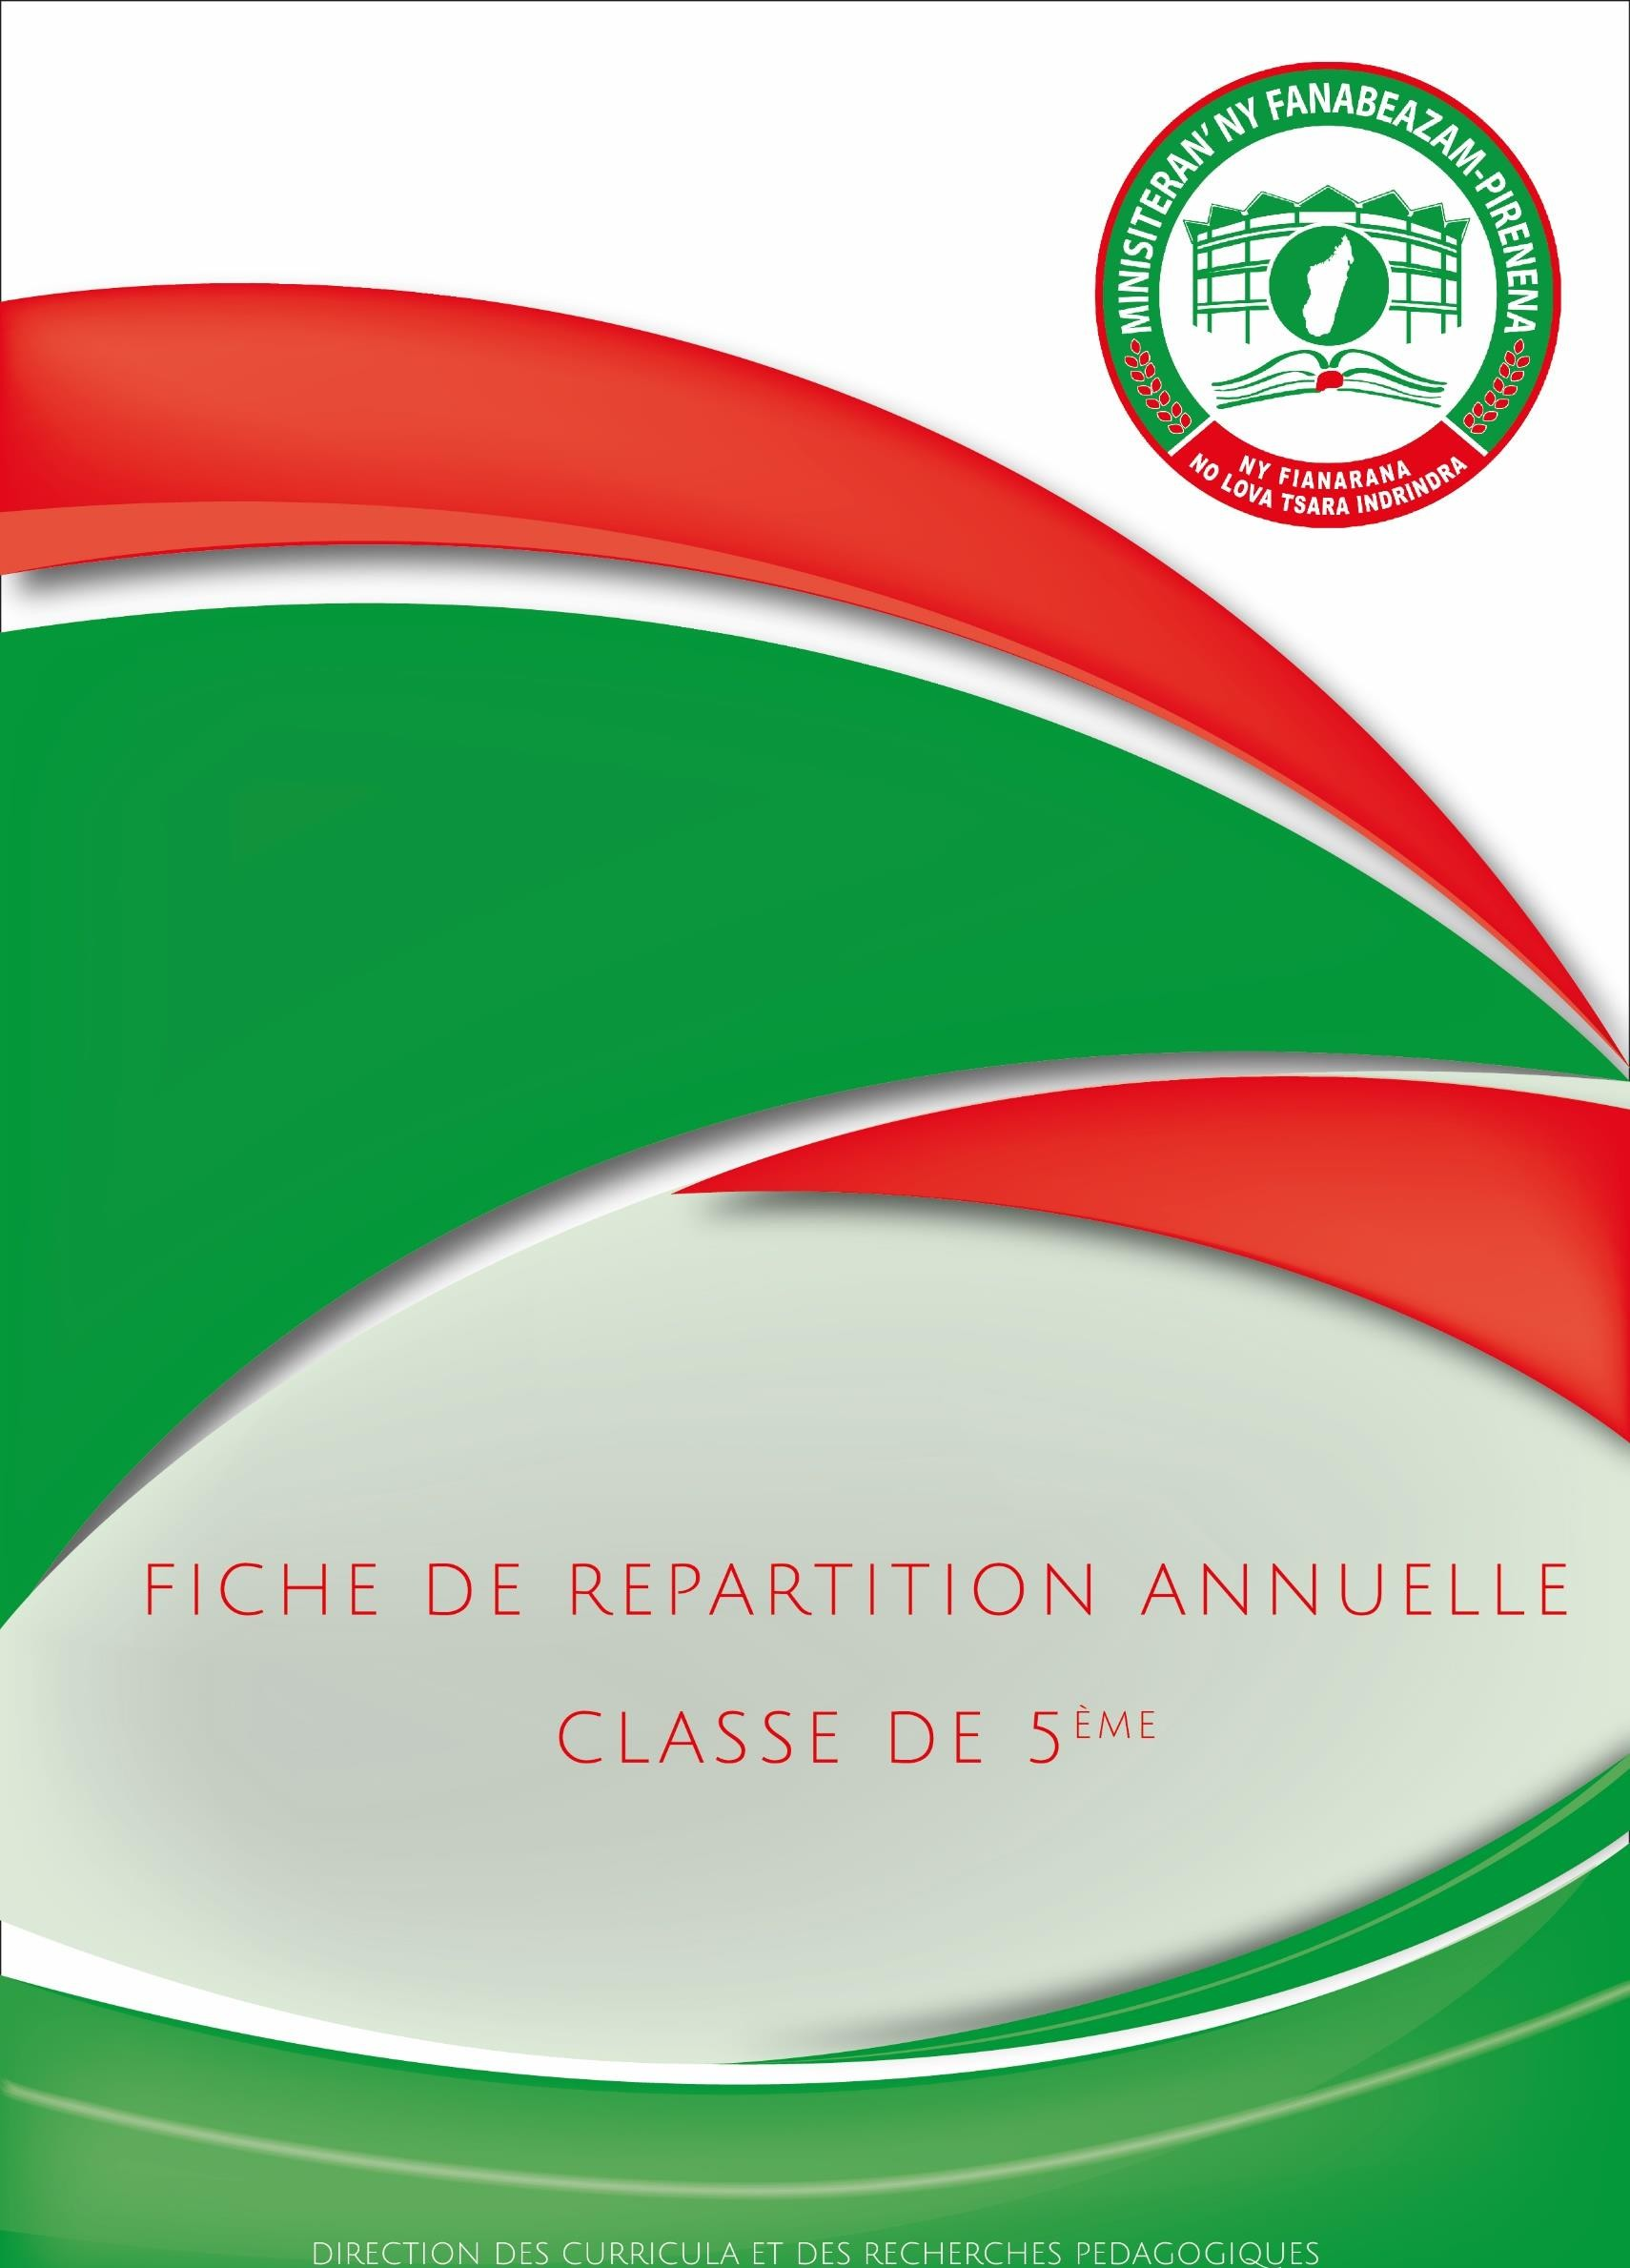 MINISITERAN' NY FANABEAZAM-PIRENENA
NY FIANARANA
NO LOVA TSARA INDRINDRA
FICHE DE REPARTITION ANNUELLE
CLASSE DE 5ÈME
DIRECTION DES CURRICULA ET DES RECHERCHES PEDAGOGIQUES